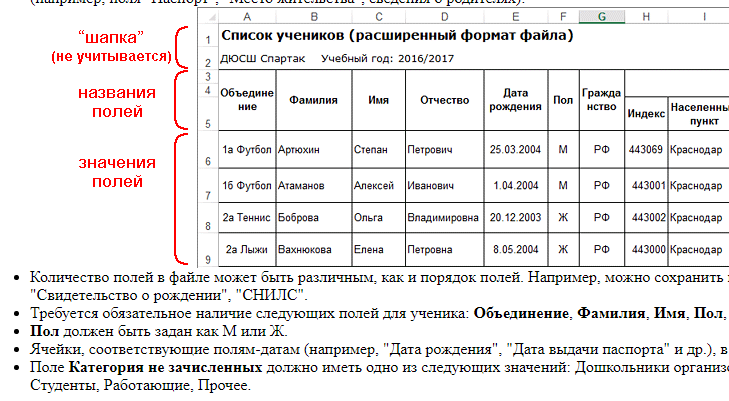 (например, поля "Паспорт", "Место жительства", сведения о родителях).
A B C D E F G H I
"шапка"
(не учитывается)
1 Список учеников (расширенный формат файла)
2 ДЮСШ Спартак Учебный год: 2016/2017
названия
полей
3
4
5
Объедине
ние
Фамилия
Имя
Отчество
Дата
рождения
Пол
Гражда
нство
Индекс
Населенны
пункт
значения
полей
6 1а Футбол Артюхин Степан Петрович 25.03.2004 М РФ 443069 Краснодар
7 1б Футбол Атаманов Алексей Иванович 1.04.2004 М РФ 443001 Краснодар
8 2а Теннис Боброва Ольга Владимировна 20.12.2003 Ж РФ 443002 Краснодар
9 2а Лыжи Вахнюкова Елена Петровна 8.05.2004 Ж РФ 443000 Краснодар
• Количество полей в файле может быть различным, как и порядок полей. Например, можно сохранить
"Свидетельство о рождении", "СНИЛС".
• Требуется обязательное наличие следующих полей для ученика: Объединение, Фамилия, Имя, Пол,
• Пол должен быть задан как М или Ж.
• Ячейки, соответствующие полям-датам (например, "Дата рождения", "Дата выдачи паспорта" и др.), в
• Поле Категория не зачисленных должно иметь одно из следующих значений: Дошкольники организ
Студенты, Работающие, Прочее.